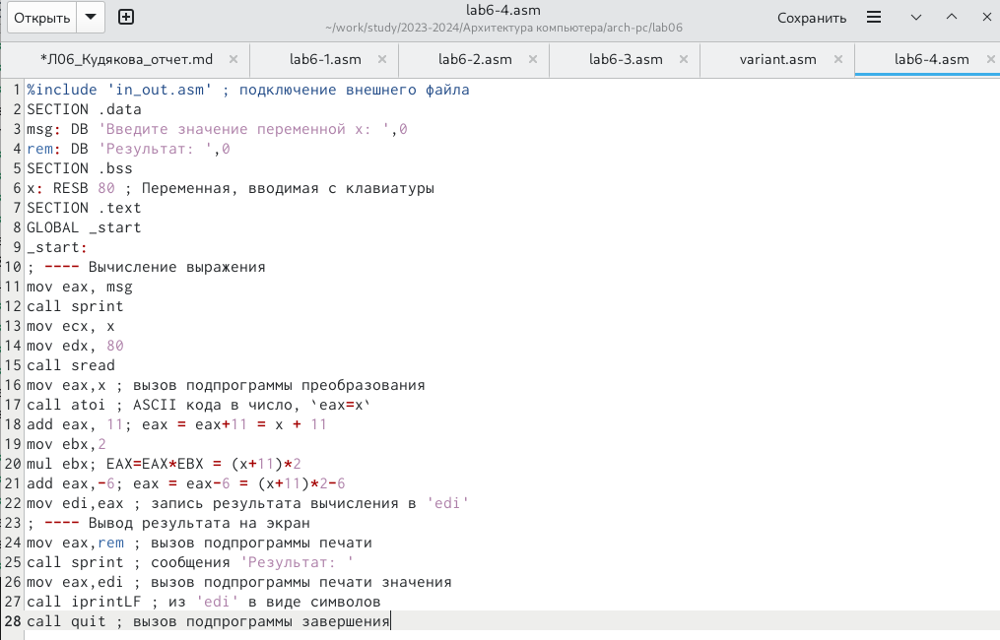 Открыть
lab6-4.asm
~/work/study/2023-2024/Архитектура компьютера/arch-pc/lab06
Сохранить
*Л06_Кудякова_отчет.md
lab6-1.asm
lab6-2.asm
lab6-3.asm
variant.asm
lab6-4.asm
1 %include 'in_out.asm' ; подключение внешнего файла
2 SECTION .data
3 msg: DB 'Введите значение переменной x: ',0
4 rem: DB 'Результат: ',0
5 SECTION .bss
6 x: RESB 80 ; Переменная, вводимая с клавиатуры
7 SECTION .text
8 GLOBAL _start
9 _start:
10 ; ---- Вычисление выражения
11 mov eax, msg
12 call sprint
13 mov ecx, x
14 mov edx, 80
15 call sread
16 mov eax,x ; вызов подпрограммы преобразования
17 call atoi ; ASCII кода в число, `eax=x`
18 add eax, 11; eax = eax+11 = x + 11
19 mov ebx,2
20 mul ebx; EAX=EAX*EBX = (x+11)*2
21 add eax,-6; eax = eax-6 = (x+11)*2-6
22 mov edi,eax ; запись результата вычисления в 'edi'
23 ; ---- Вывод результата на экран
24 mov eax,rem ; вызов подпрограммы печати
25 call sprint ; сообщения 'Результат: '
26 mov eax,edi ; вызов подпрограммы печати значения
27 call iprintLF ; из 'edi' в виде символов
28 call quit ; вызов подпрограммы завершения